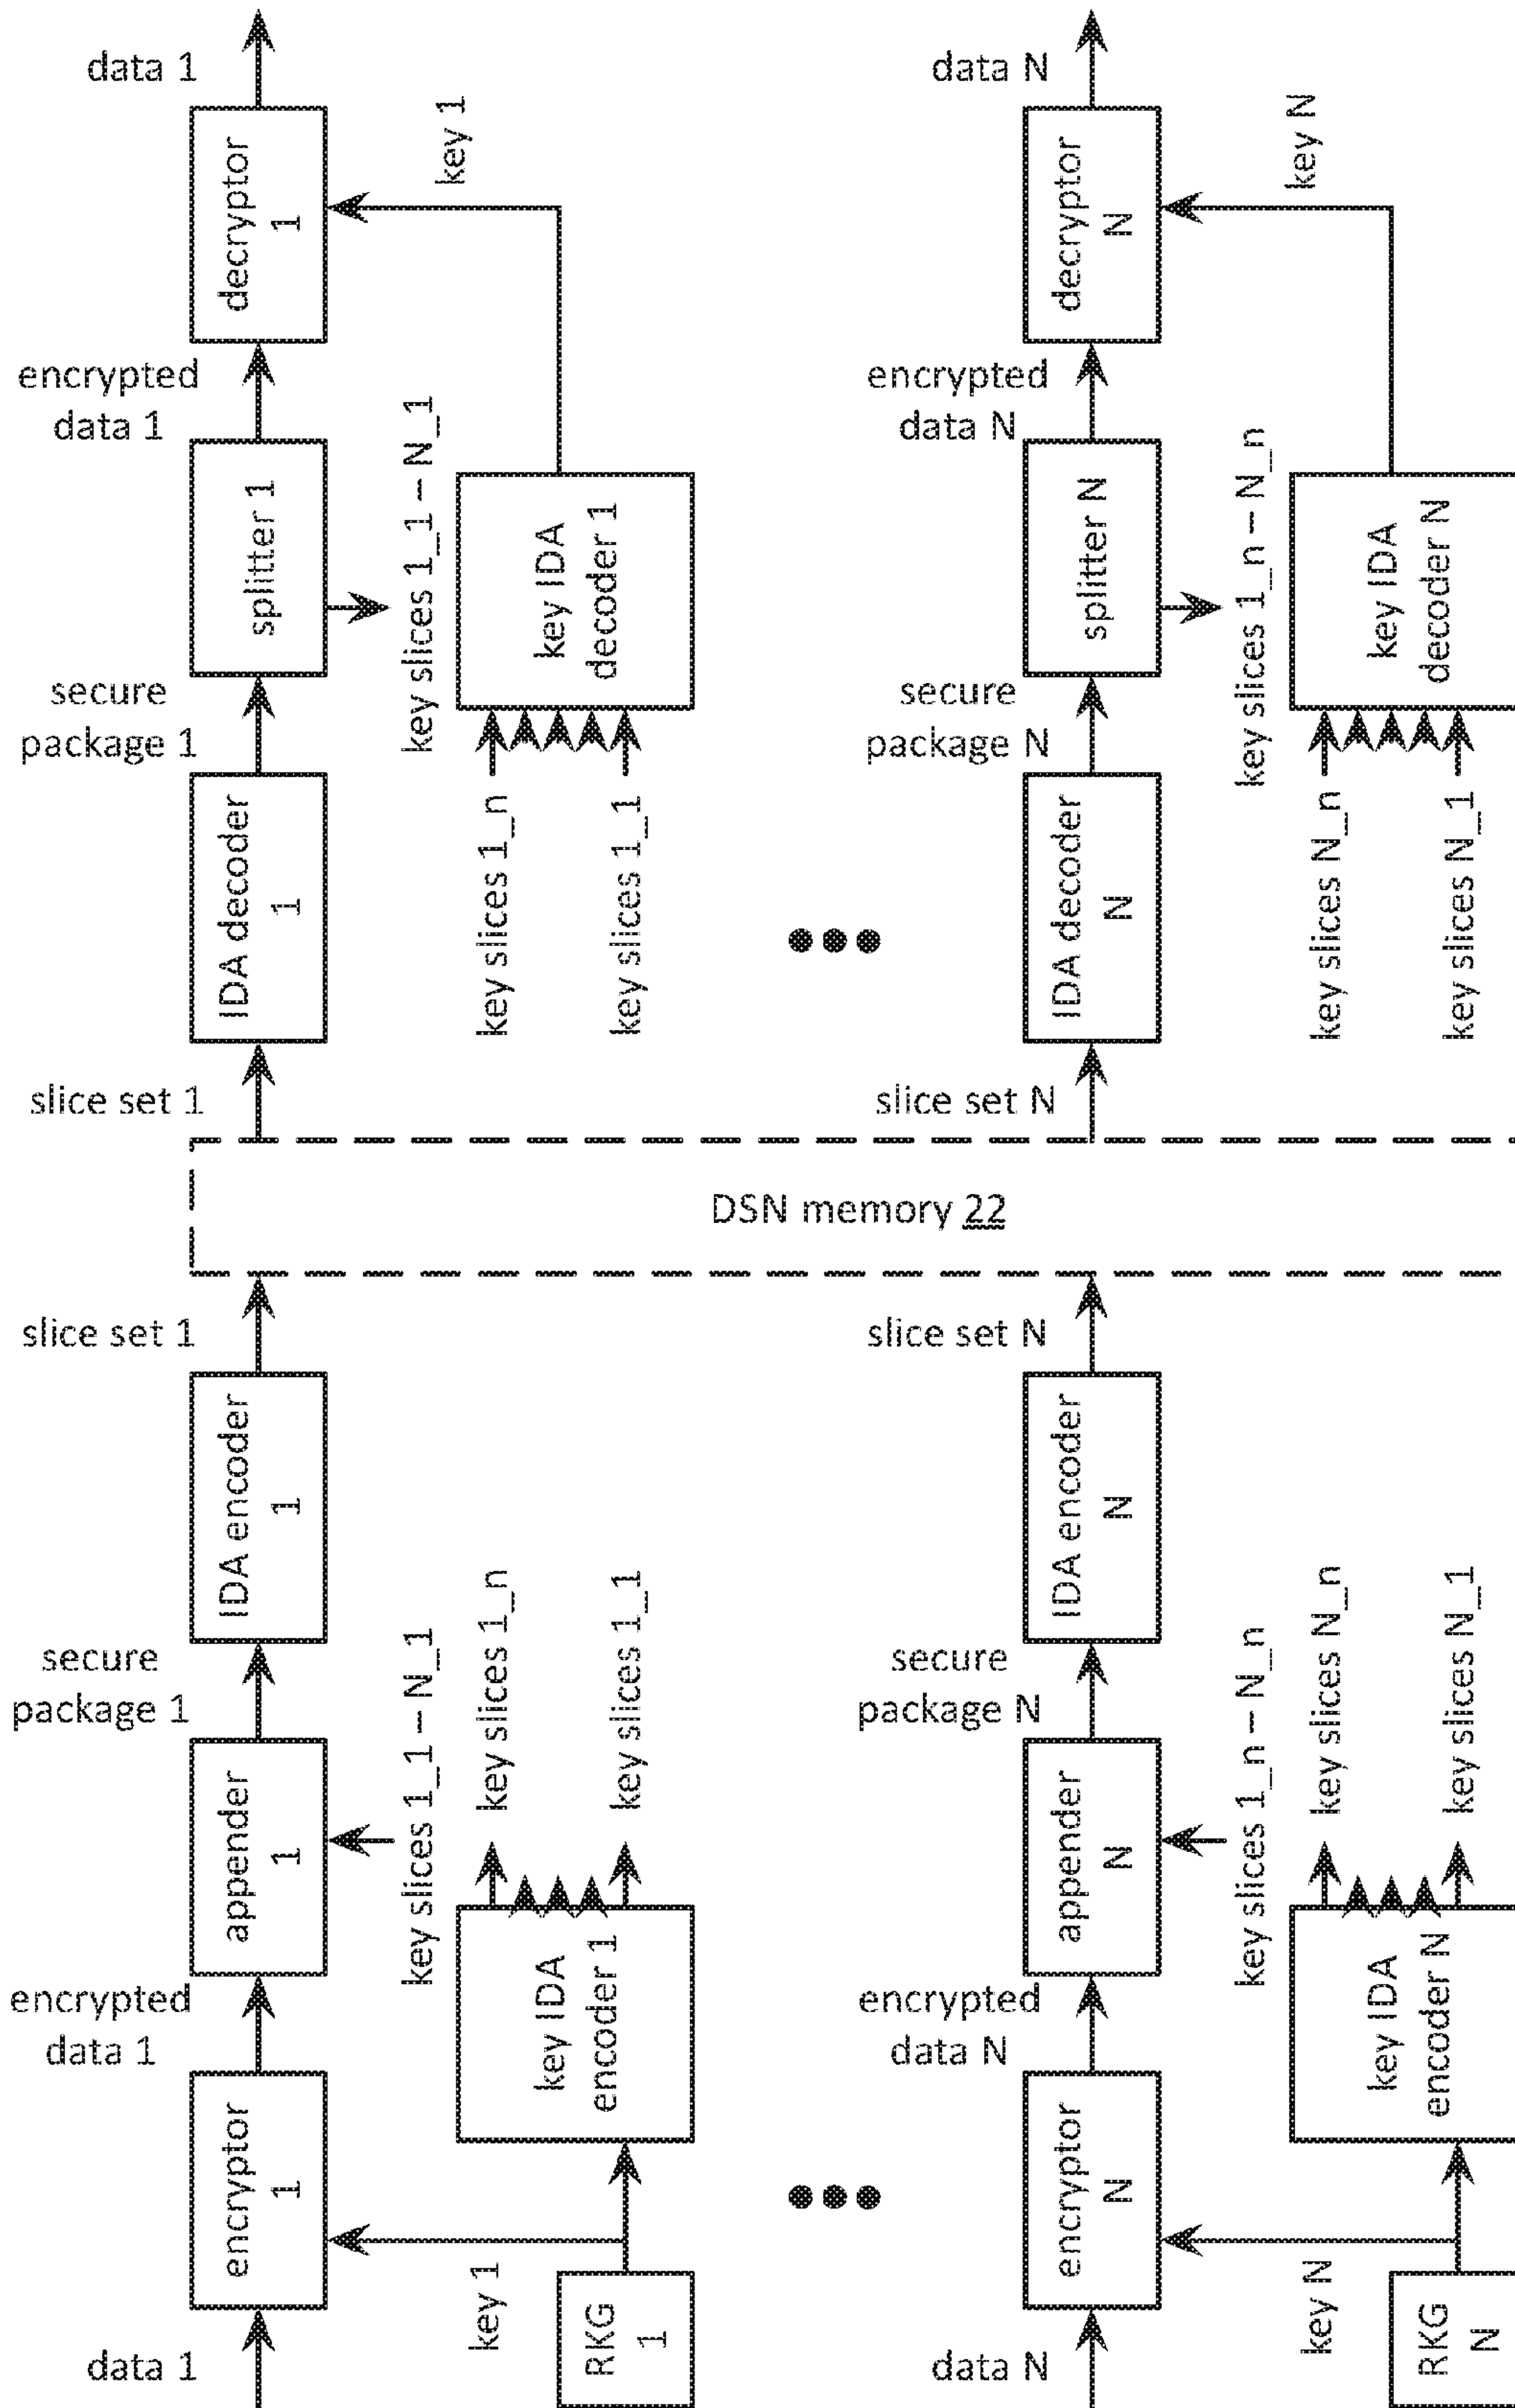 data 1
data N
decryptor
1
key 1
decryptor
N
key N
encrypted
data 1
encrypted
data N
splitter 1
key slices 1_1 – N_1
key IDA
decoder 1
splitter N
key slices 1_n – N_n
key IDA
decoder N
secure
package 1
secure
package N
IDA decoder
1
key slices 1_n
key slices 1_1
IDA decoder
N
key slices N_n
key slices N_1
slice set 1
slice set N
DSN memory 22
slice set 1
slice set N
IDA encoder
1
key slices 1_n
key slices 1_1
IDA encoder
N
key slices N_n
key slices N_1
secure
package 1
secure
package N
appender
1
key slices 1_1 – N_1
appender
N
key slices 1_n – N_n
encrypted
data 1
key IDA
encoder 1
encrypted
data N
key IDA
encoder N
encryptor
1
encryptor
N
key 1
key N
data 1
RKG
1
data N
RKG
N